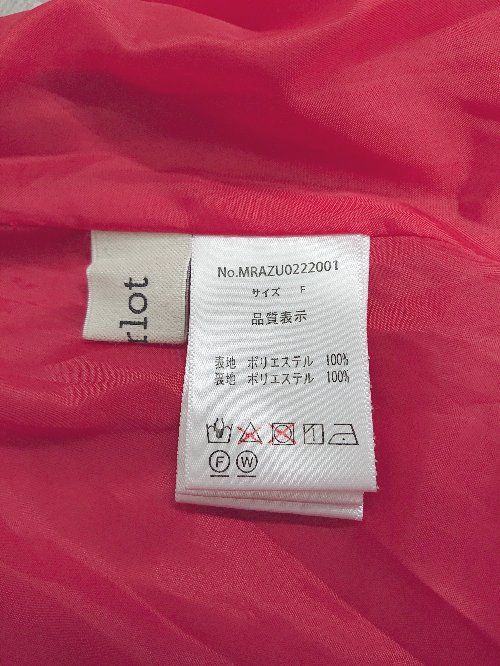 rlot
No.MRAZU0222001
サイズ F
品質表示
表地 ポリエステル 100%
裏地 ポリエステル 100%
F W